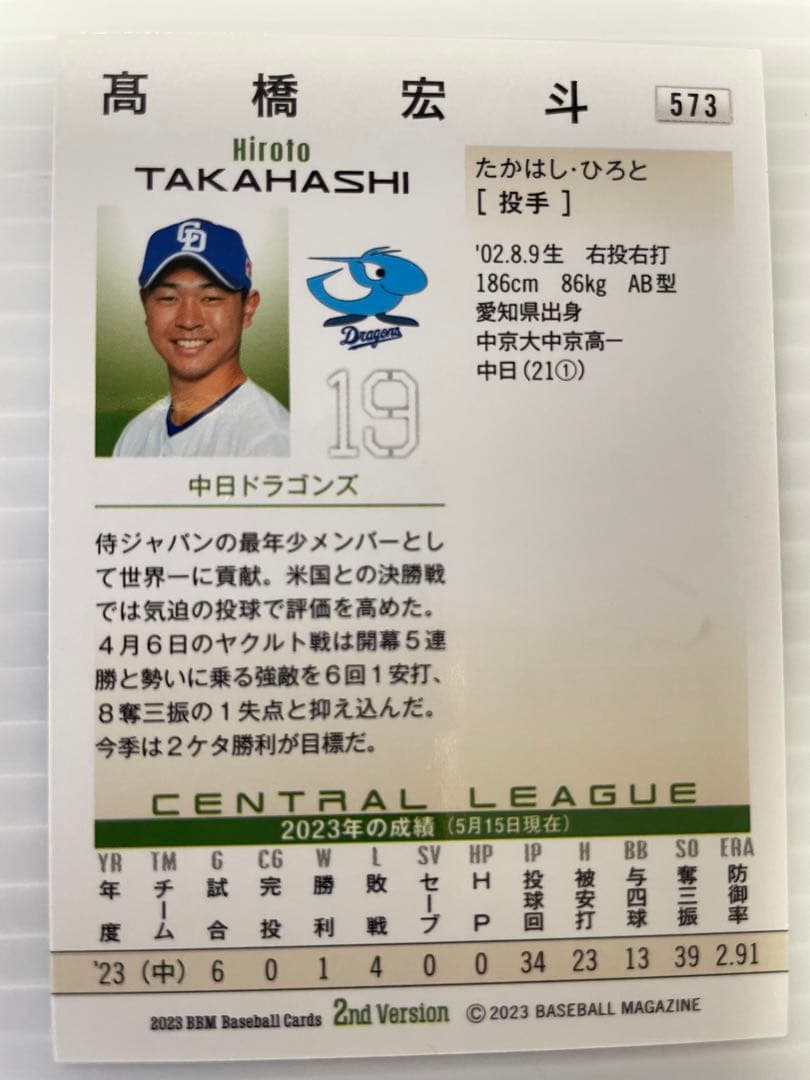 髙橋宏斗 573
Hiroto
TAKAHASHI
たかはし・ひろと
[投手]
'02.8.9生 右投右打
186cm 86kg AB型
愛知県出身
中京大中京高ー
中日(21①)
CD
Dragons
19
中日ドラゴンズ
侍ジャパンの最年少メンバーとし
て世界一に貢献。米国との決勝戦
では気迫の投球で評価を高めた。
4月6日のヤクルト戦は開幕5連
勝と勢いに乗る強敵を6回1安打、
8奪三振の1失点と抑え込んだ。
今季は2ケタ勝利が目標だ。
CENTRAL LEAGUE
2023年の成績(5月15日現在)
YR TM G CG W L SV HP IP H BB SO ERA
年度 チーム 試合 完投 勝利 敗戦 セーブ HP 投球回 被安打 与四球 奪三振 防御率
'23 (中) 6 0 1 4 0 0 34 23 13 39 2.91
2023 BBM Baseball Cards 2nd Version ©2023 BASEBALL MAGAZINE